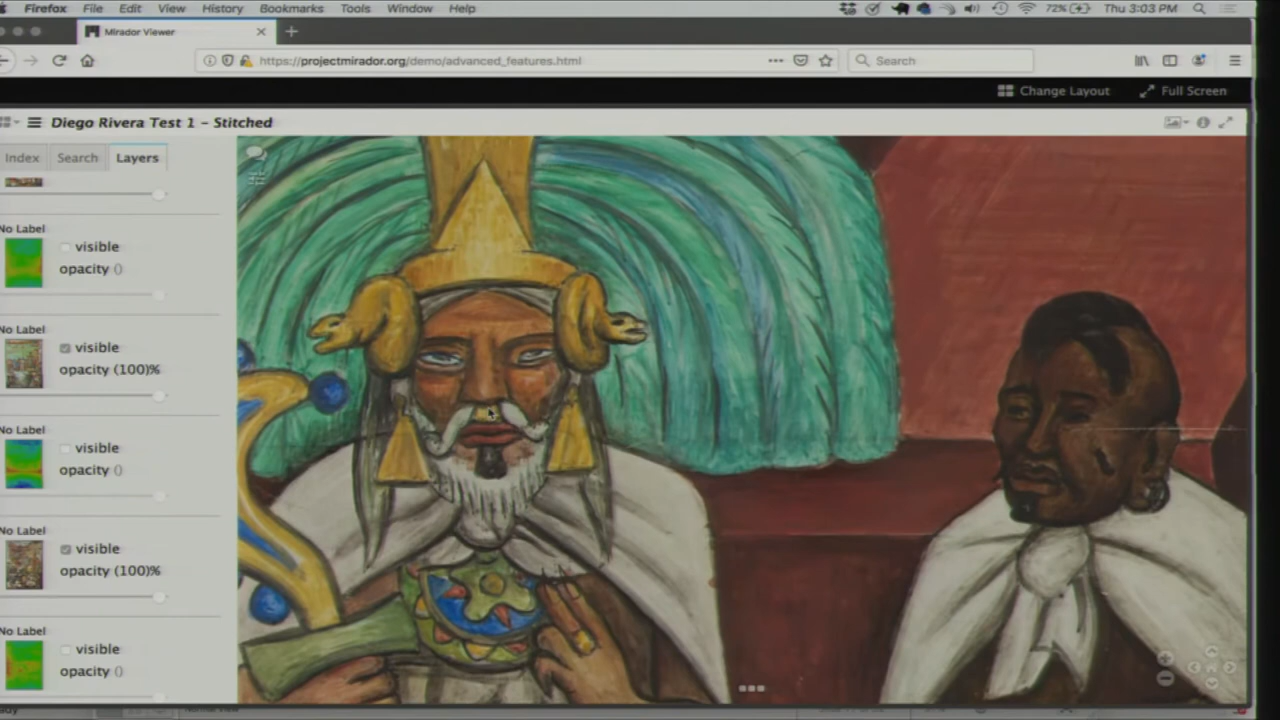 Firefox File Edit View History Bookmarks Tools Window Help 72% Thu 3:03 PM
Mirador Viewer
https://projectmirador.org/demo/advanced_features.html Search
Change Layout Full Screen
Diego Rivera Test 1 - Stitched
Index Search Layers
No Label
visible
opacity ()
No Label
visible
opacity (100)%
No Label
visible
opacity ()
No Label
visible
opacity (100)%
No Label
visible
opacity ()
Normal View